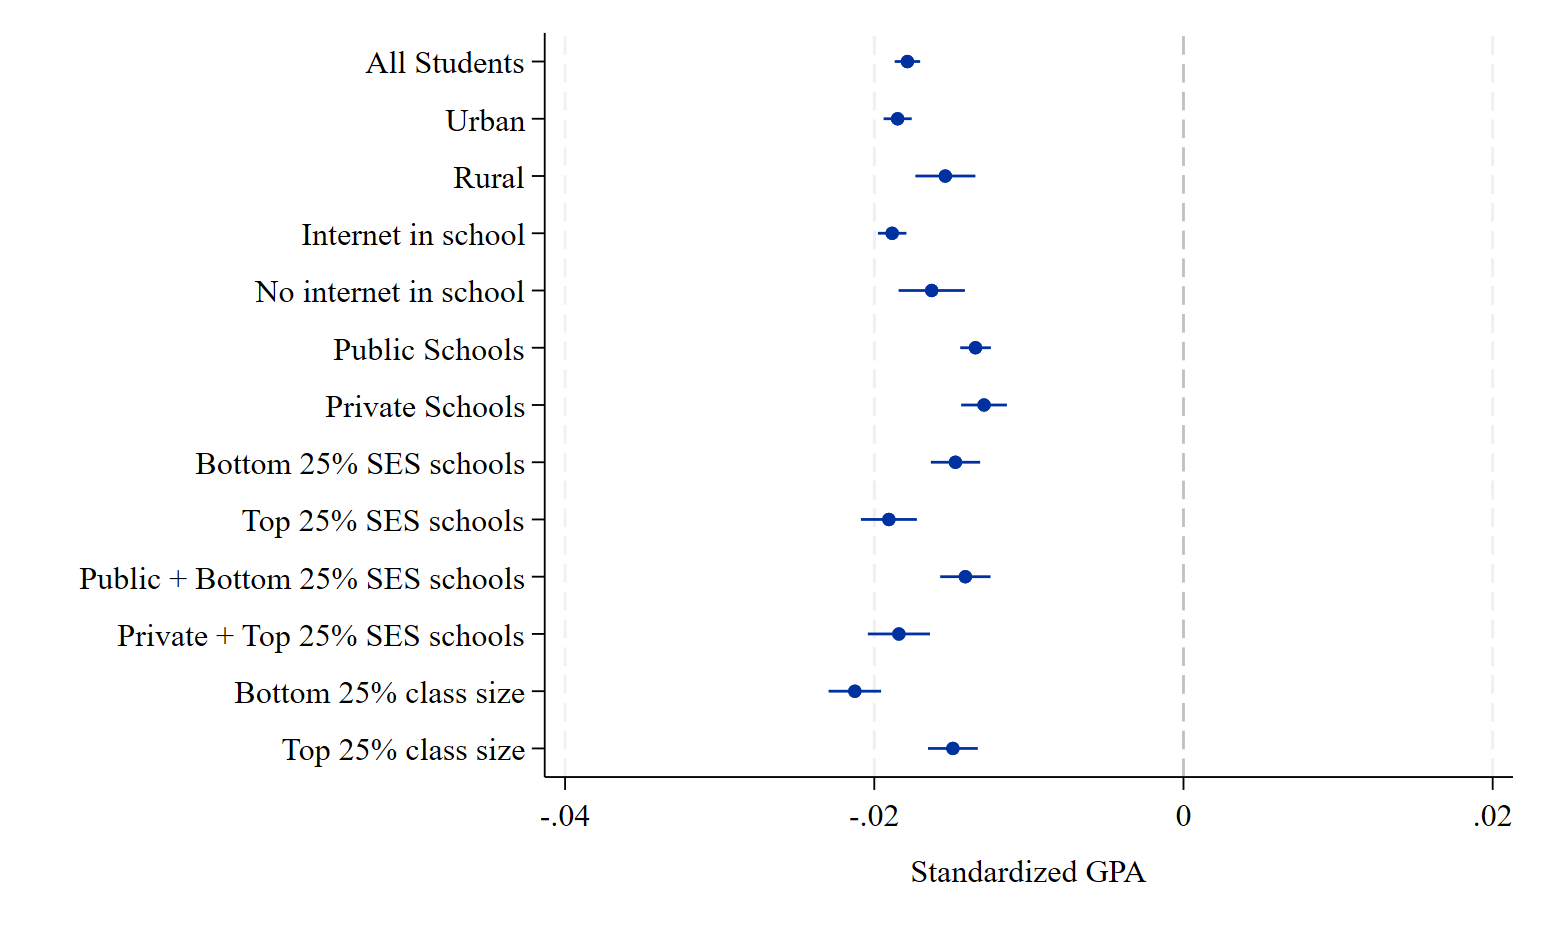 All Students
Urban
Rural
Internet in school
No internet in school
Public Schools
Private Schools
Bottom 25% SES schools
Top 25% SES schools
Public + Bottom 25% SES schools
Private + Top 25% SES schools
Bottom 25% class size
Top 25% class size
-.04 -.02 0 .02
Standardized GPA